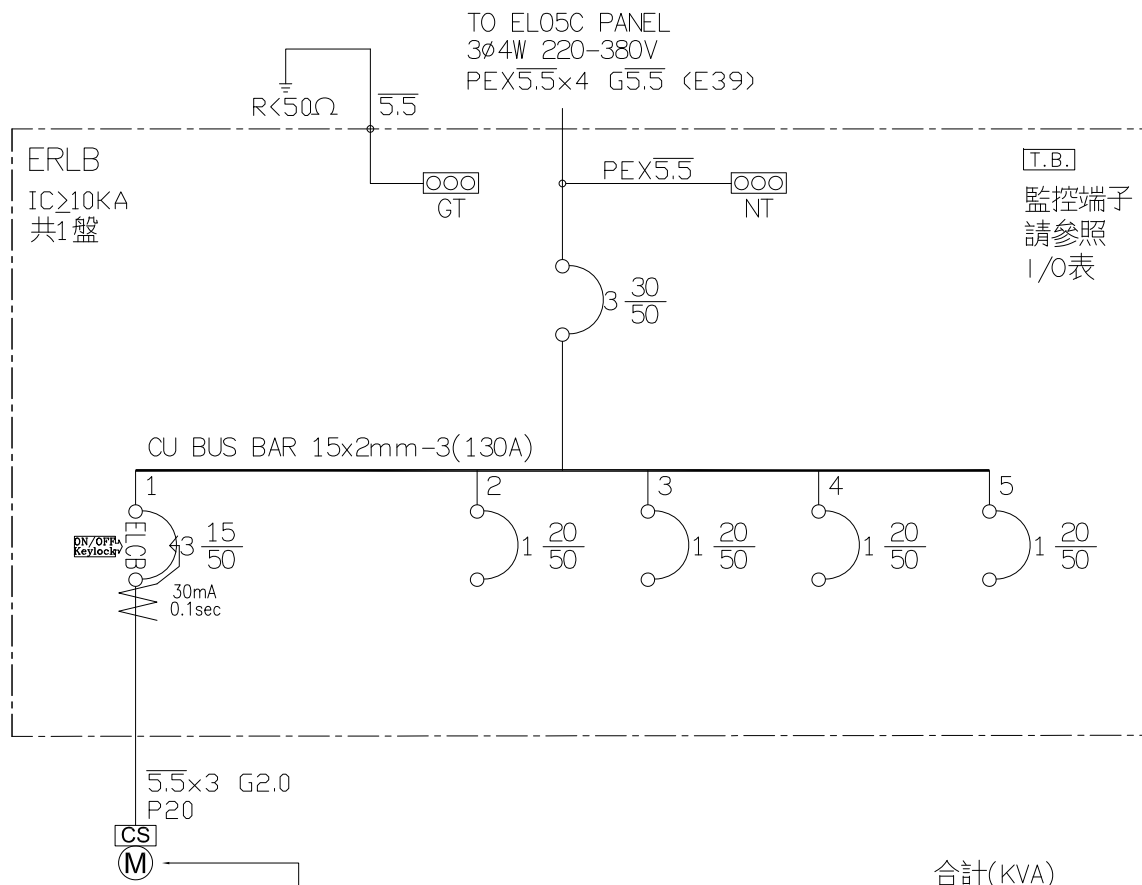 TO EL05C PANEL
3ø4W 220-380V
PEX5.5x4 G5.5 (E39)
R<50Ω
5.5
ERLB
IC≥10KA
共1盤
GT
PEX5.5
NT
T.B.
監控端子
請參照
I/O表
3 30/50
CU BUS BAR 15x2mm-3(130A)
1
2
3
4
5
ON/OFF
Keylock
ELCB
3 15/50
1 20/50
1 20/50
1 20/50
1 20/50
30mA
0.1sec
5.5x3 G2.0
P20
CS
M
合計(KVA)